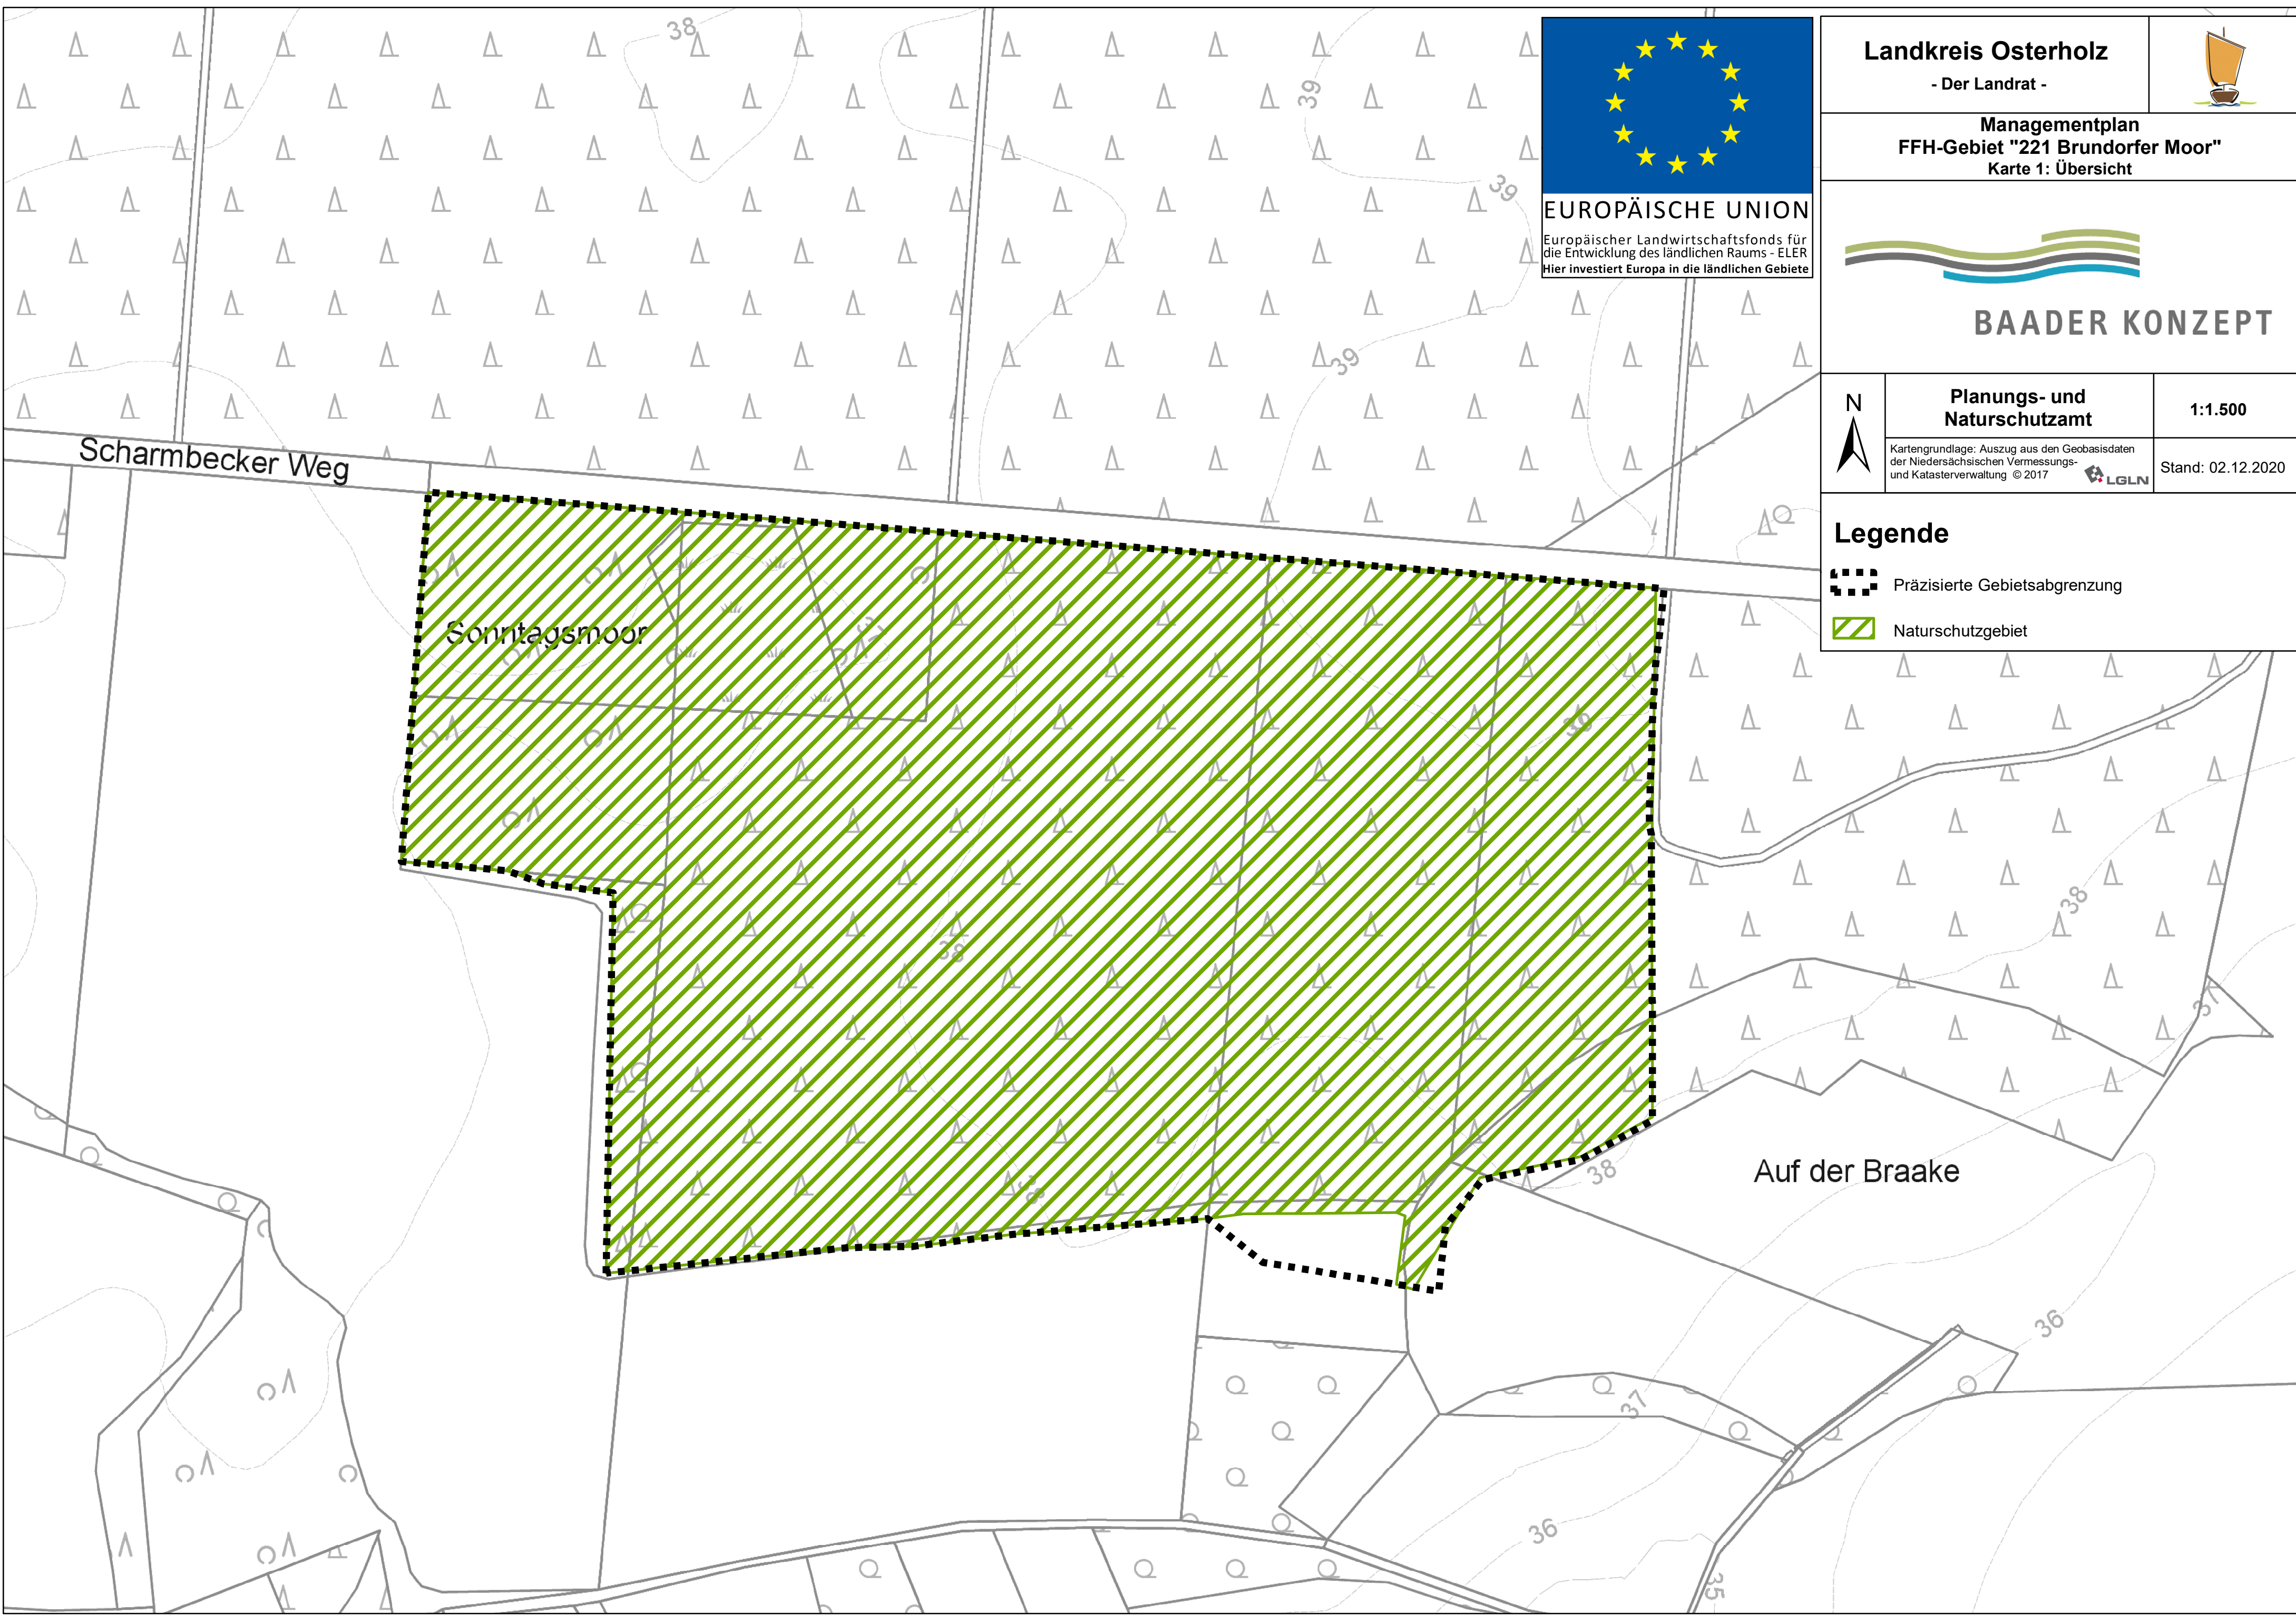 38
39
39
39
Scharmbecker Weg
Sonntagsmoor
37
39
38
38
38
38
37
Auf der Braake
36
37
36
35
EUROPÄISCHE UNION
Europäischer Landwirtschaftsfonds für
die Entwicklung des ländlichen Raums - ELER
Hier investiert Europa in die ländlichen Gebiete
Landkreis Osterholz
- Der Landrat -
Managementplan
FFH-Gebiet "221 Brundorfer Moor"
Karte 1: Übersicht
BAADER KONZEPT
N
Planungs- und
Naturschutzamt
1:1.500
Kartengrundlage: Auszug aus den Geobasisdaten
der Niedersächsischen Vermessungs-
und Katasterverwaltung © 2017
LGLN
Stand: 02.12.2020
Legende
Präzisierte Gebietsabgrenzung
Naturschutzgebiet